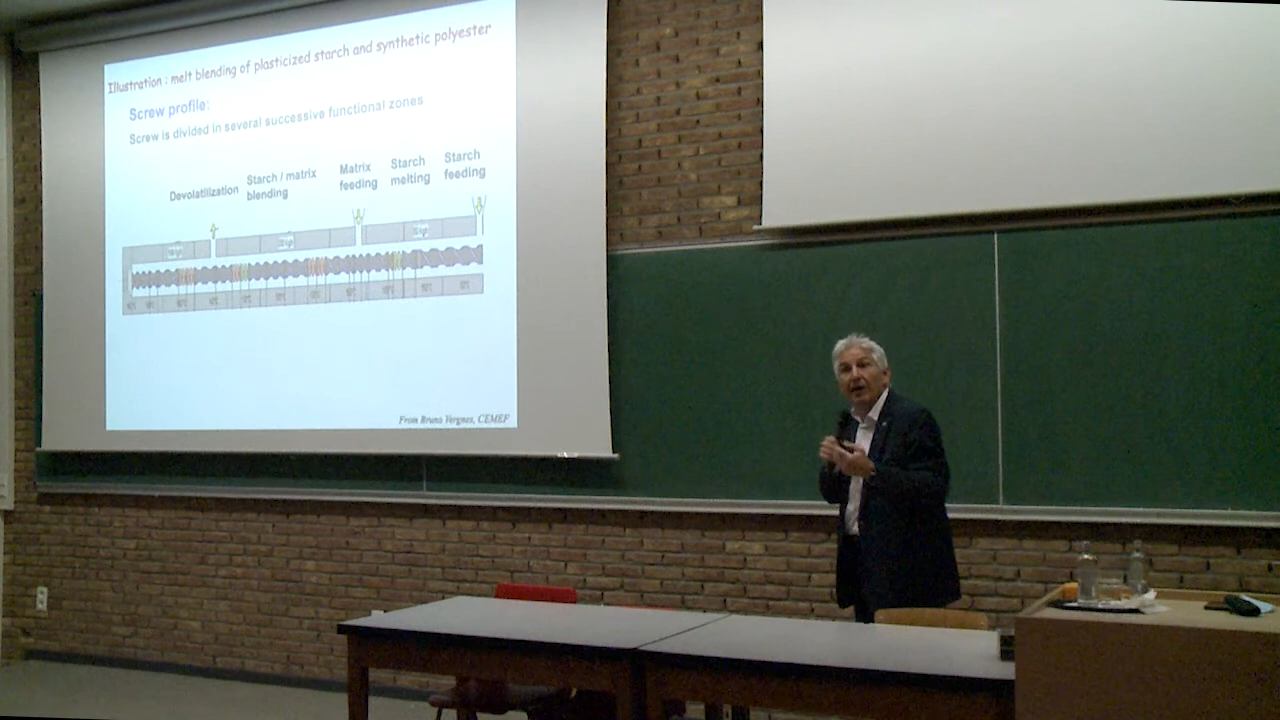 Illustration : melt blending of plasticized starch and synthetic polyester
Screw profile:
Screw is divided in several successive functional zones
Devolatilization
Starch / matrix
blending
Matrix
feeding
Starch
melting
Starch
feeding
From Bruno Vergnes, CEMEF